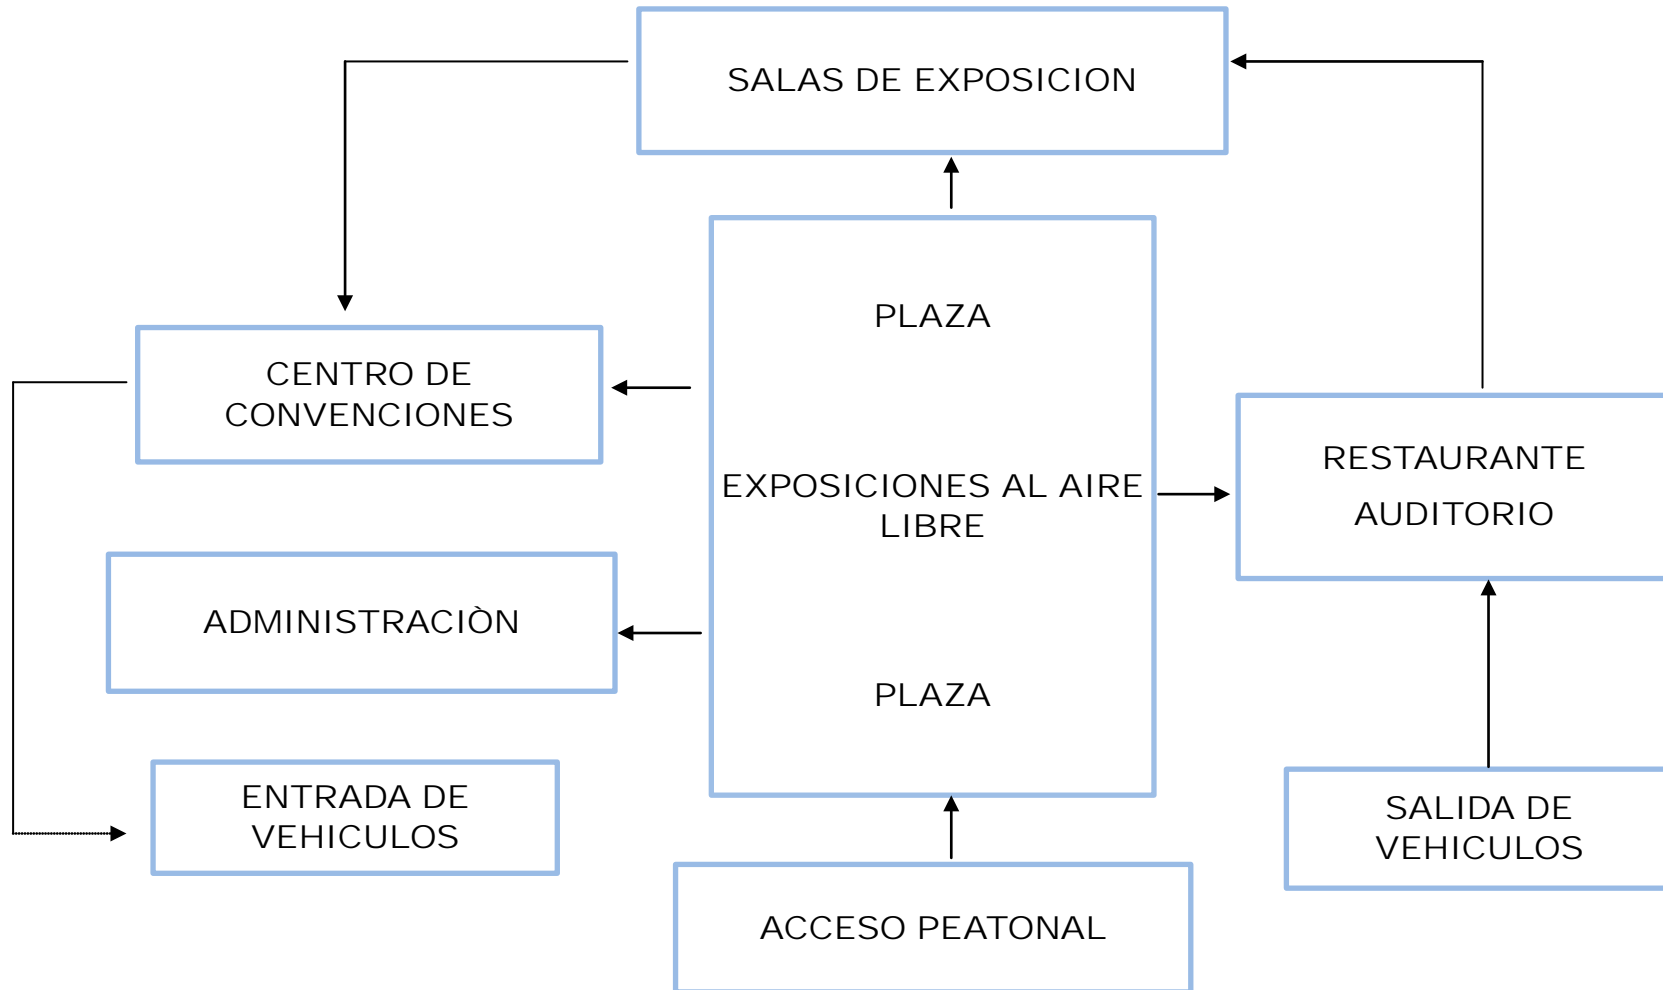 SALAS DE EXPOSICION
PLAZA
CENTRO DE
CONVENCIONES
EXPOSICIONES AL AIRE
LIBRE
RESTAURANTE
AUDITORIO
ADMINISTRACIÒN
PLAZA
ENTRADA DE
VEHICULOS
SALIDA DE
VEHICULOS
ACCESO PEATONAL